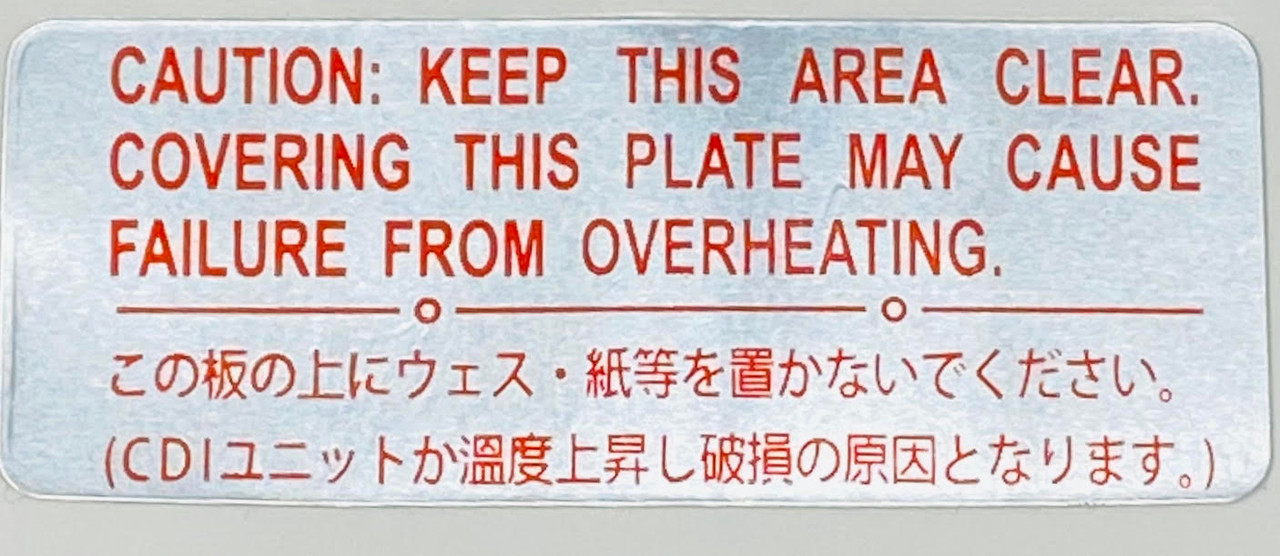 CAUTION: KEEP THIS AREA CLEAR.
COVERING THIS PLATE MAY CAUSE
FAILURE FROM OVERHEATING.
この板の上にウェス・紙等を置かないでください。
(CDIユニットか溫度上昇し破損の原因となります。)